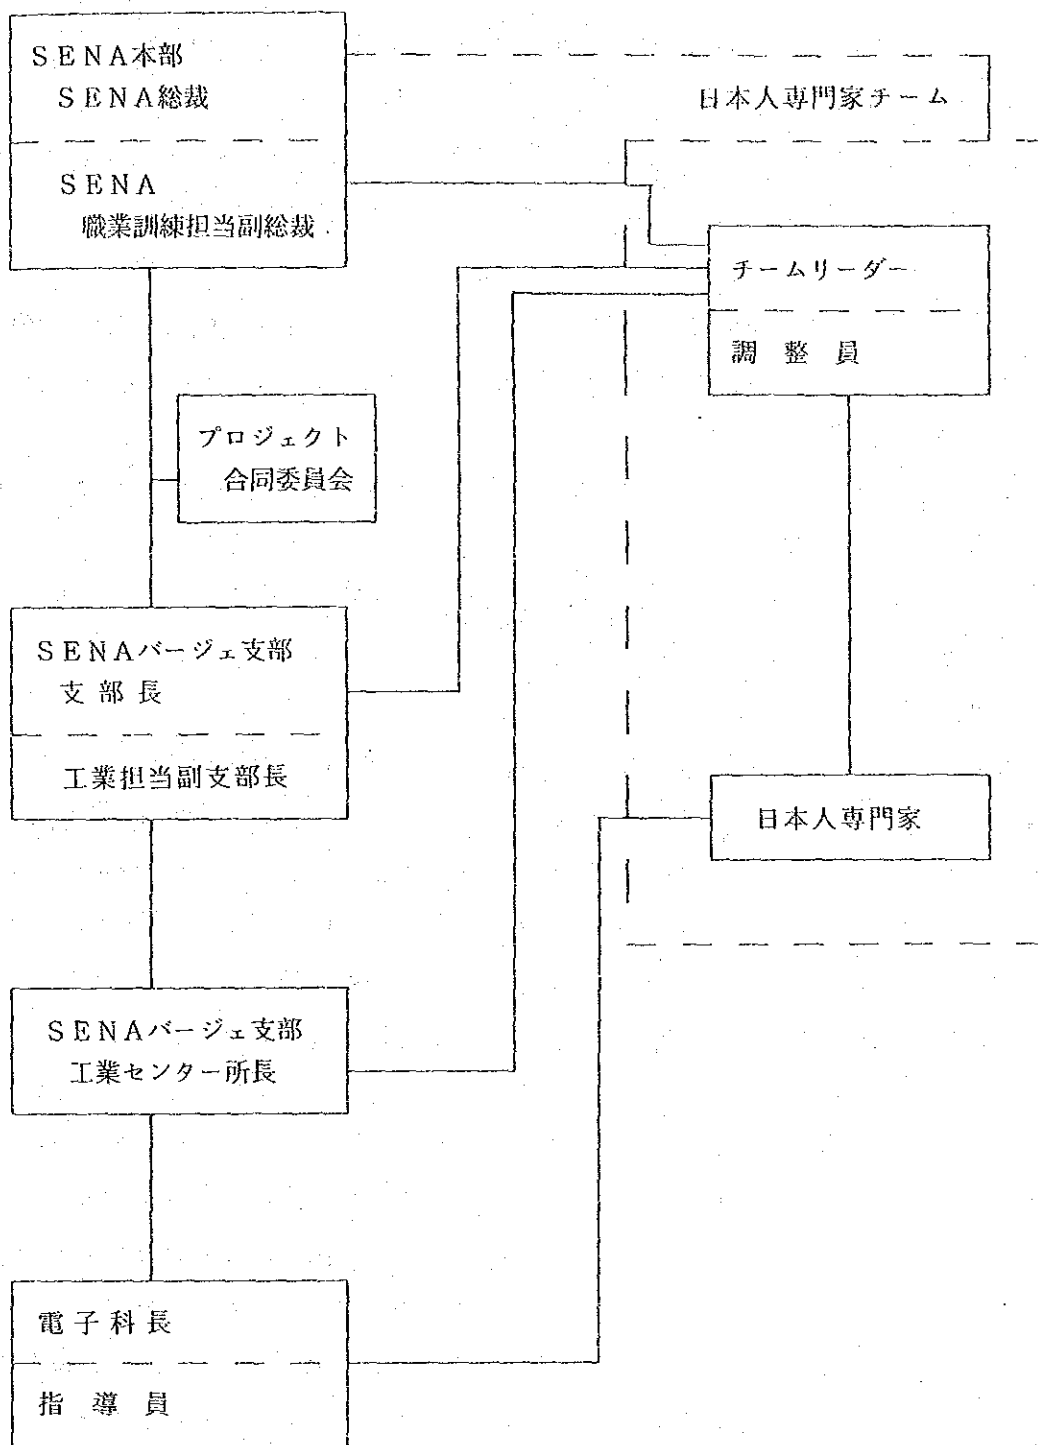 SENA本部
SENA総裁
日本人専門家チーム
SENA
職業訓練担当副総裁
チームリーダー
調整員
プロジェクト
合同委員会
SENAバージェ支部
支部長
工業担当副支部長
日本人専門家
SENAバージェ支部
工業センター所長
電子科長
指導員